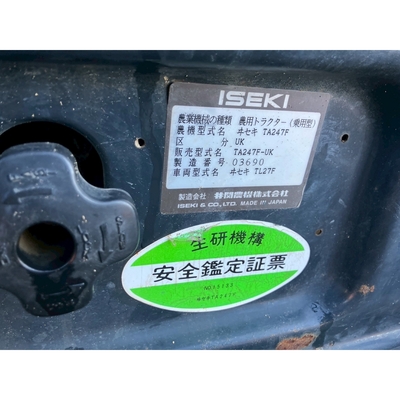 ISEKI
農業機械の種類 農用トラクター(乗用型)
農機型式名 ヰセキ TA247F
区分 UK
販売型式名 TA247F-UK
製造番号 03690
車両型式名 ヰセキ TL27F
製造会社 井関農機株式会社
ISEKI & CO., LTD. MADE IN JAPAN
生研機構
安全鑑定証票